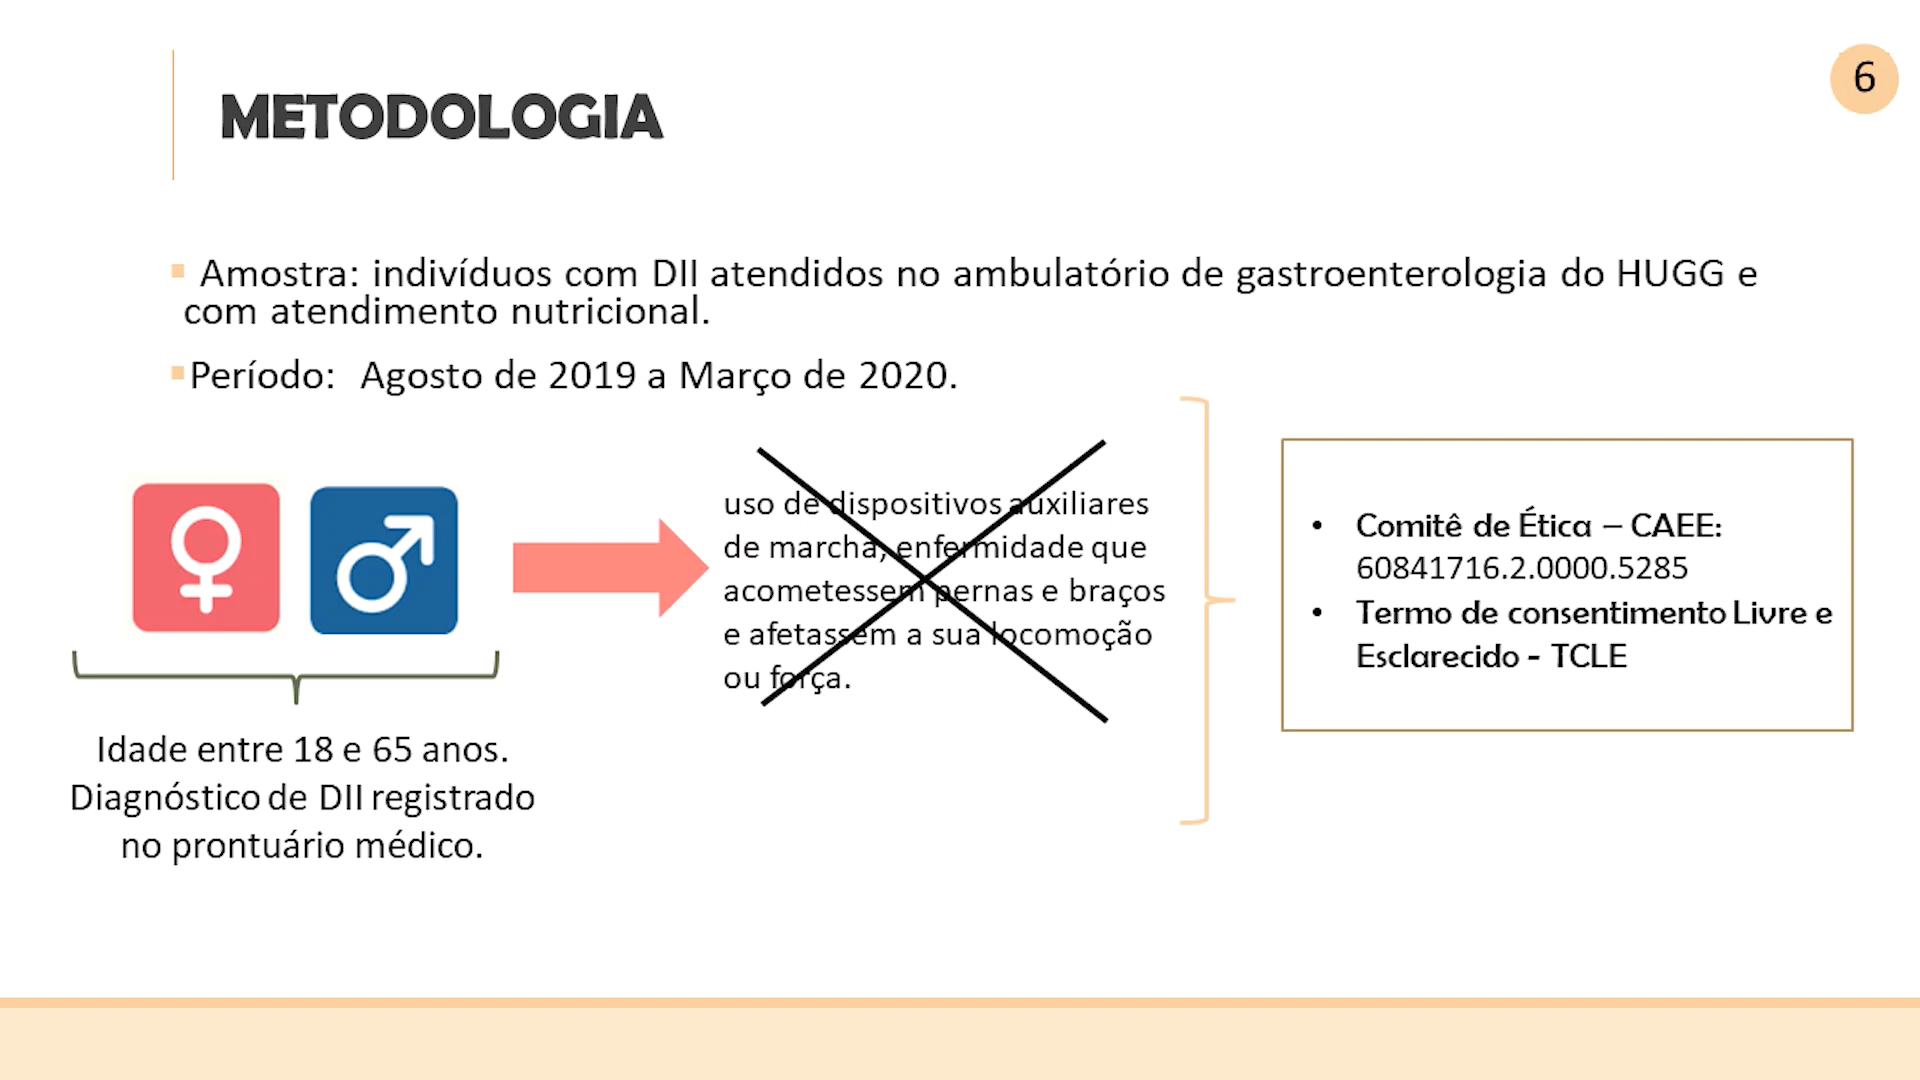 METODOLOGIA
6
Amostra: indivíduos com DII atendidos no ambulatório de gastroenterologia do HUGG e
com atendimento nutricional.
Período: Agosto de 2019 a Março de 2020.
uso de dispositivos auxiliares
de marcha, enfermidade que
acometessem pernas e braços
e afetassem a sua locomoção
ou força.
Idade entre 18 e 65 anos.
Diagnóstico de DII registrado
no prontuário médico.
• Comitê de Ética – CAEE:
60841716.2.0000.5285
• Termo de consentimento Livre e
Esclarecido - TCLE